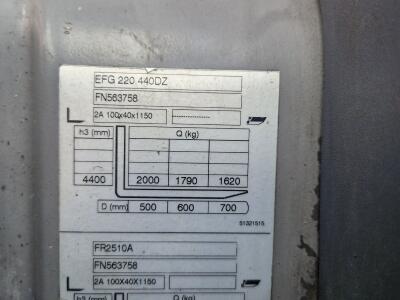 EFG 220.440DZ
FN563758
2A 100x40x1150
h3 (mm) Q (kg)
4400 2000 1790 1620
D (mm) 500 600 700
51321515
FR2510A
FN563758
2A 100X40X1150
h3 (mm) Q (kg)